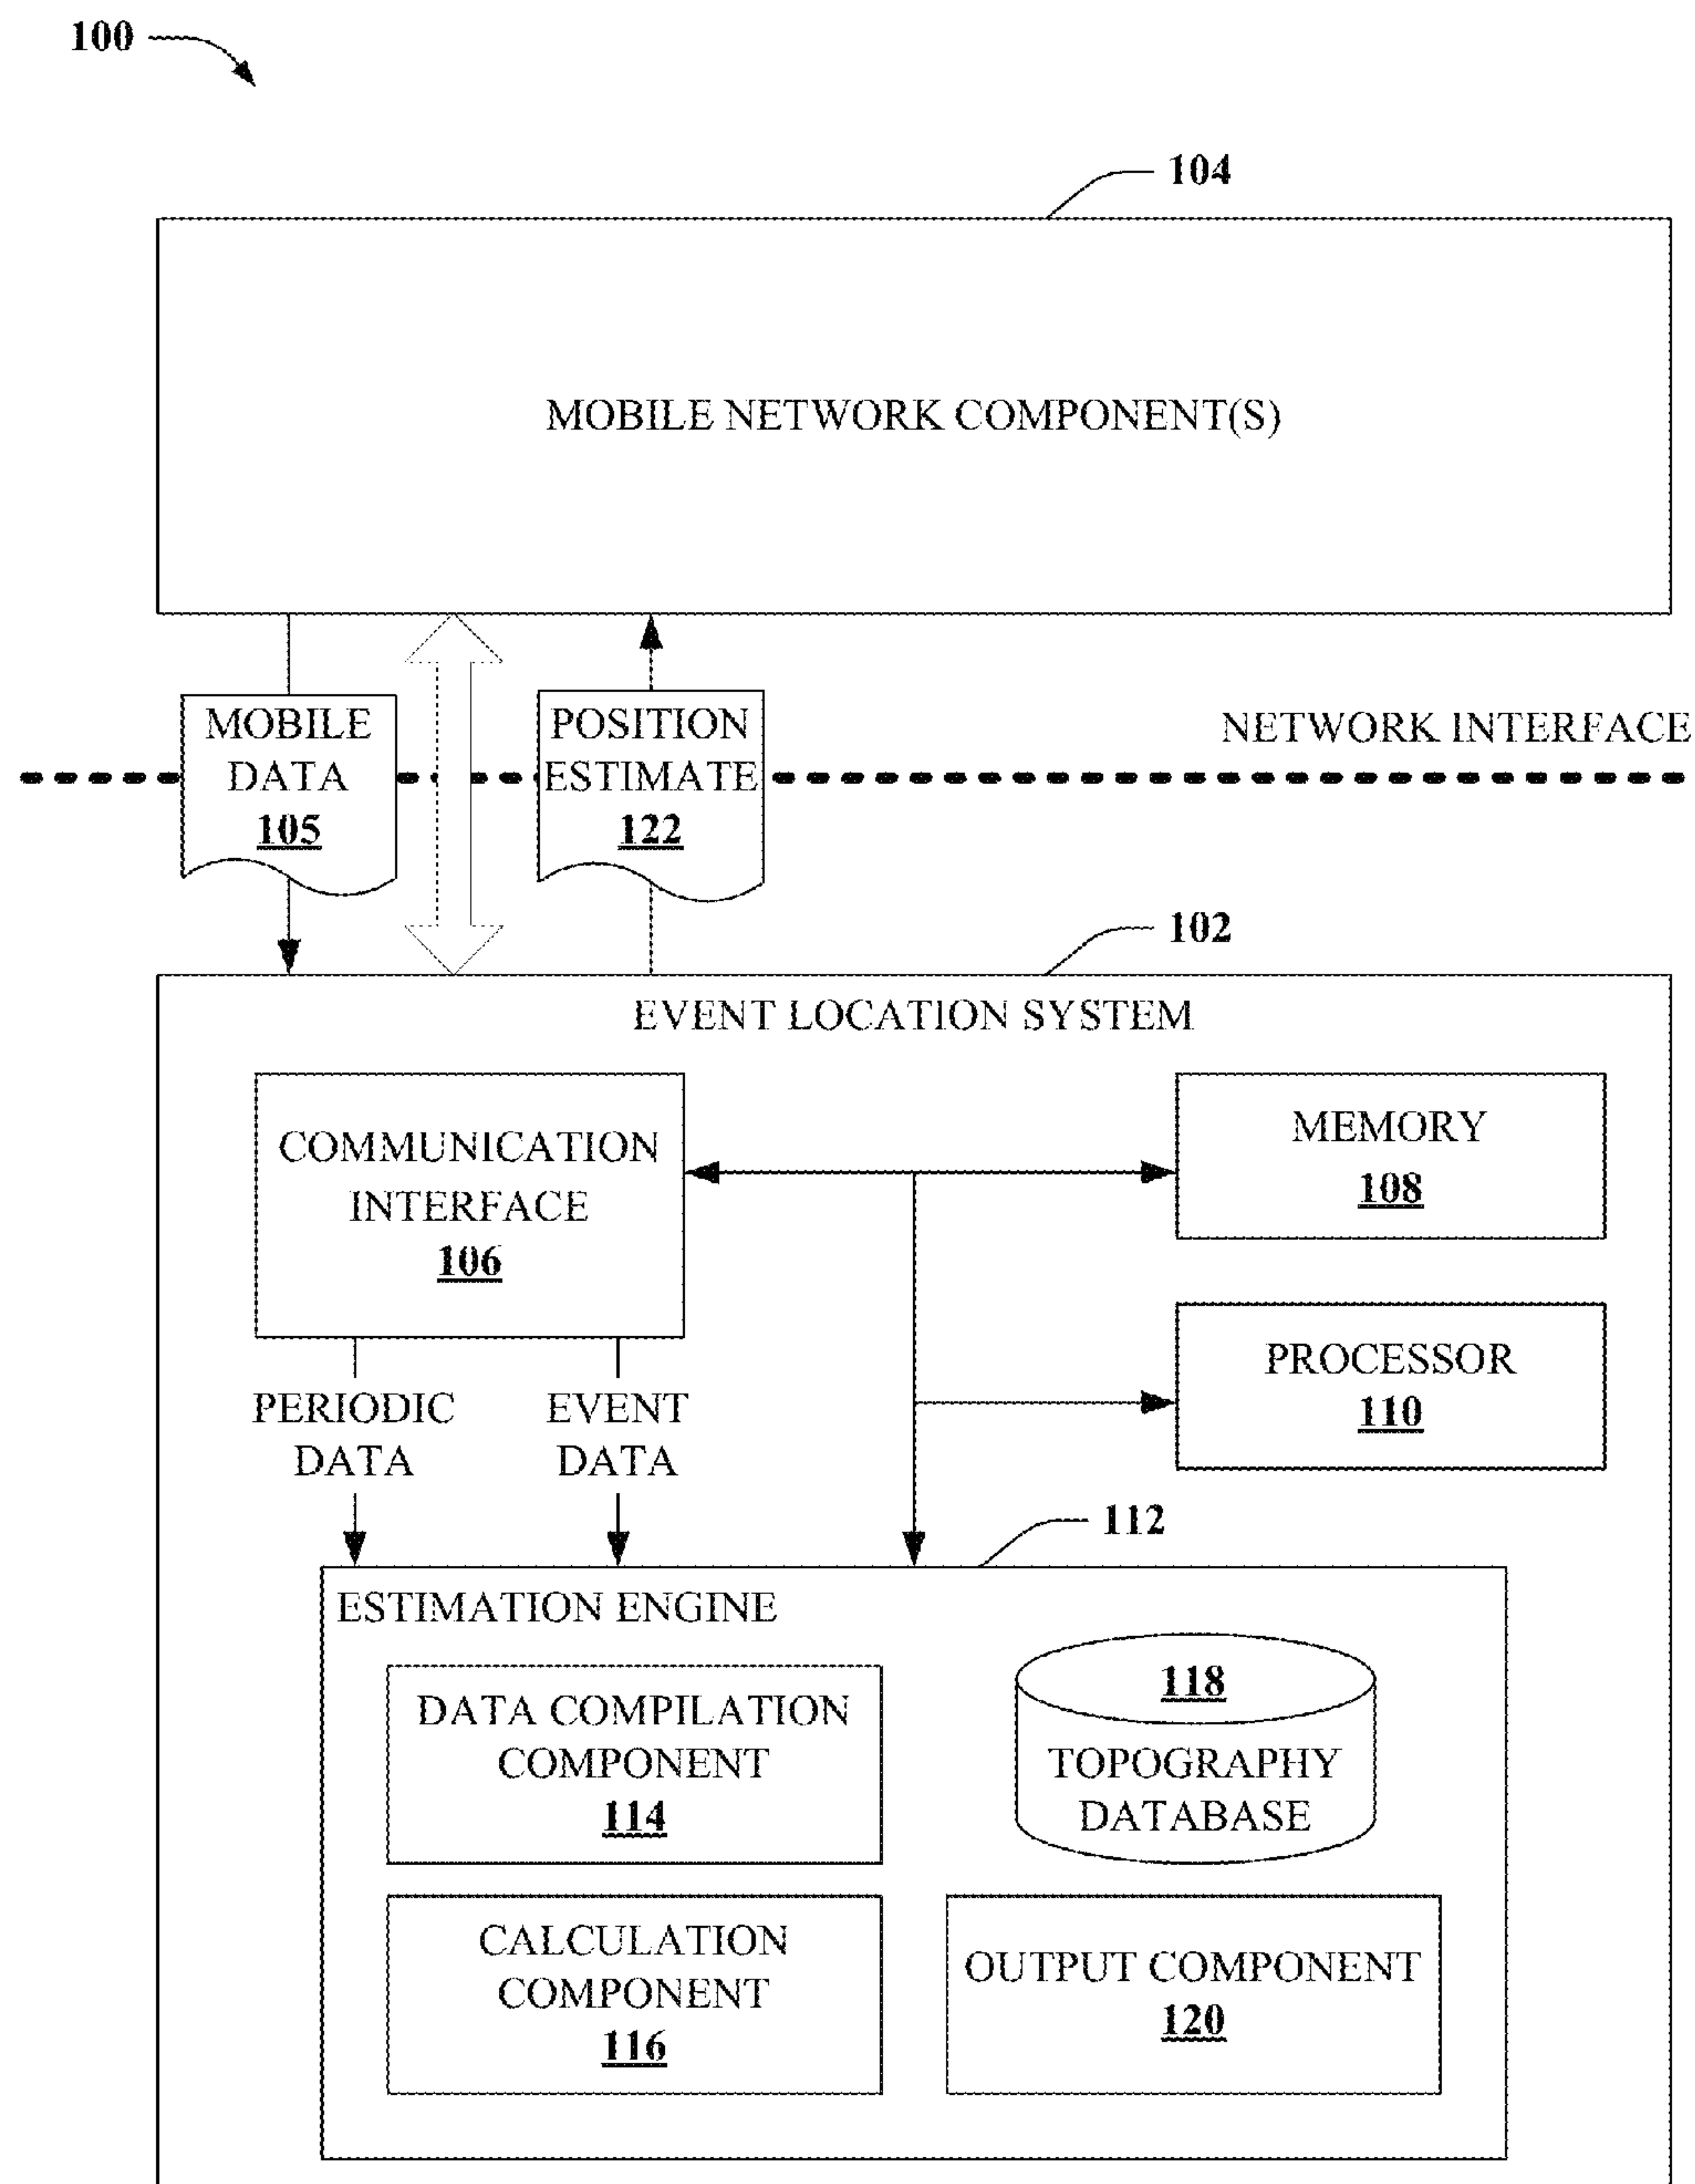 100
104
MOBILE NETWORK COMPONENT(S)
MOBILE
DATA
105
POSITION
ESTIMATE
122
NETWORK INTERFACE
102
EVENT LOCATION SYSTEM
COMMUNICATION
INTERFACE
106
MEMORY
108
PROCESSOR
110
PERIODIC
DATA
EVENT
DATA
112
ESTIMATION ENGINE
DATA COMPILATION
COMPONENT
114
118
TOPOGRAPHY
DATABASE
CALCULATION
COMPONENT
116
OUTPUT COMPONENT
120